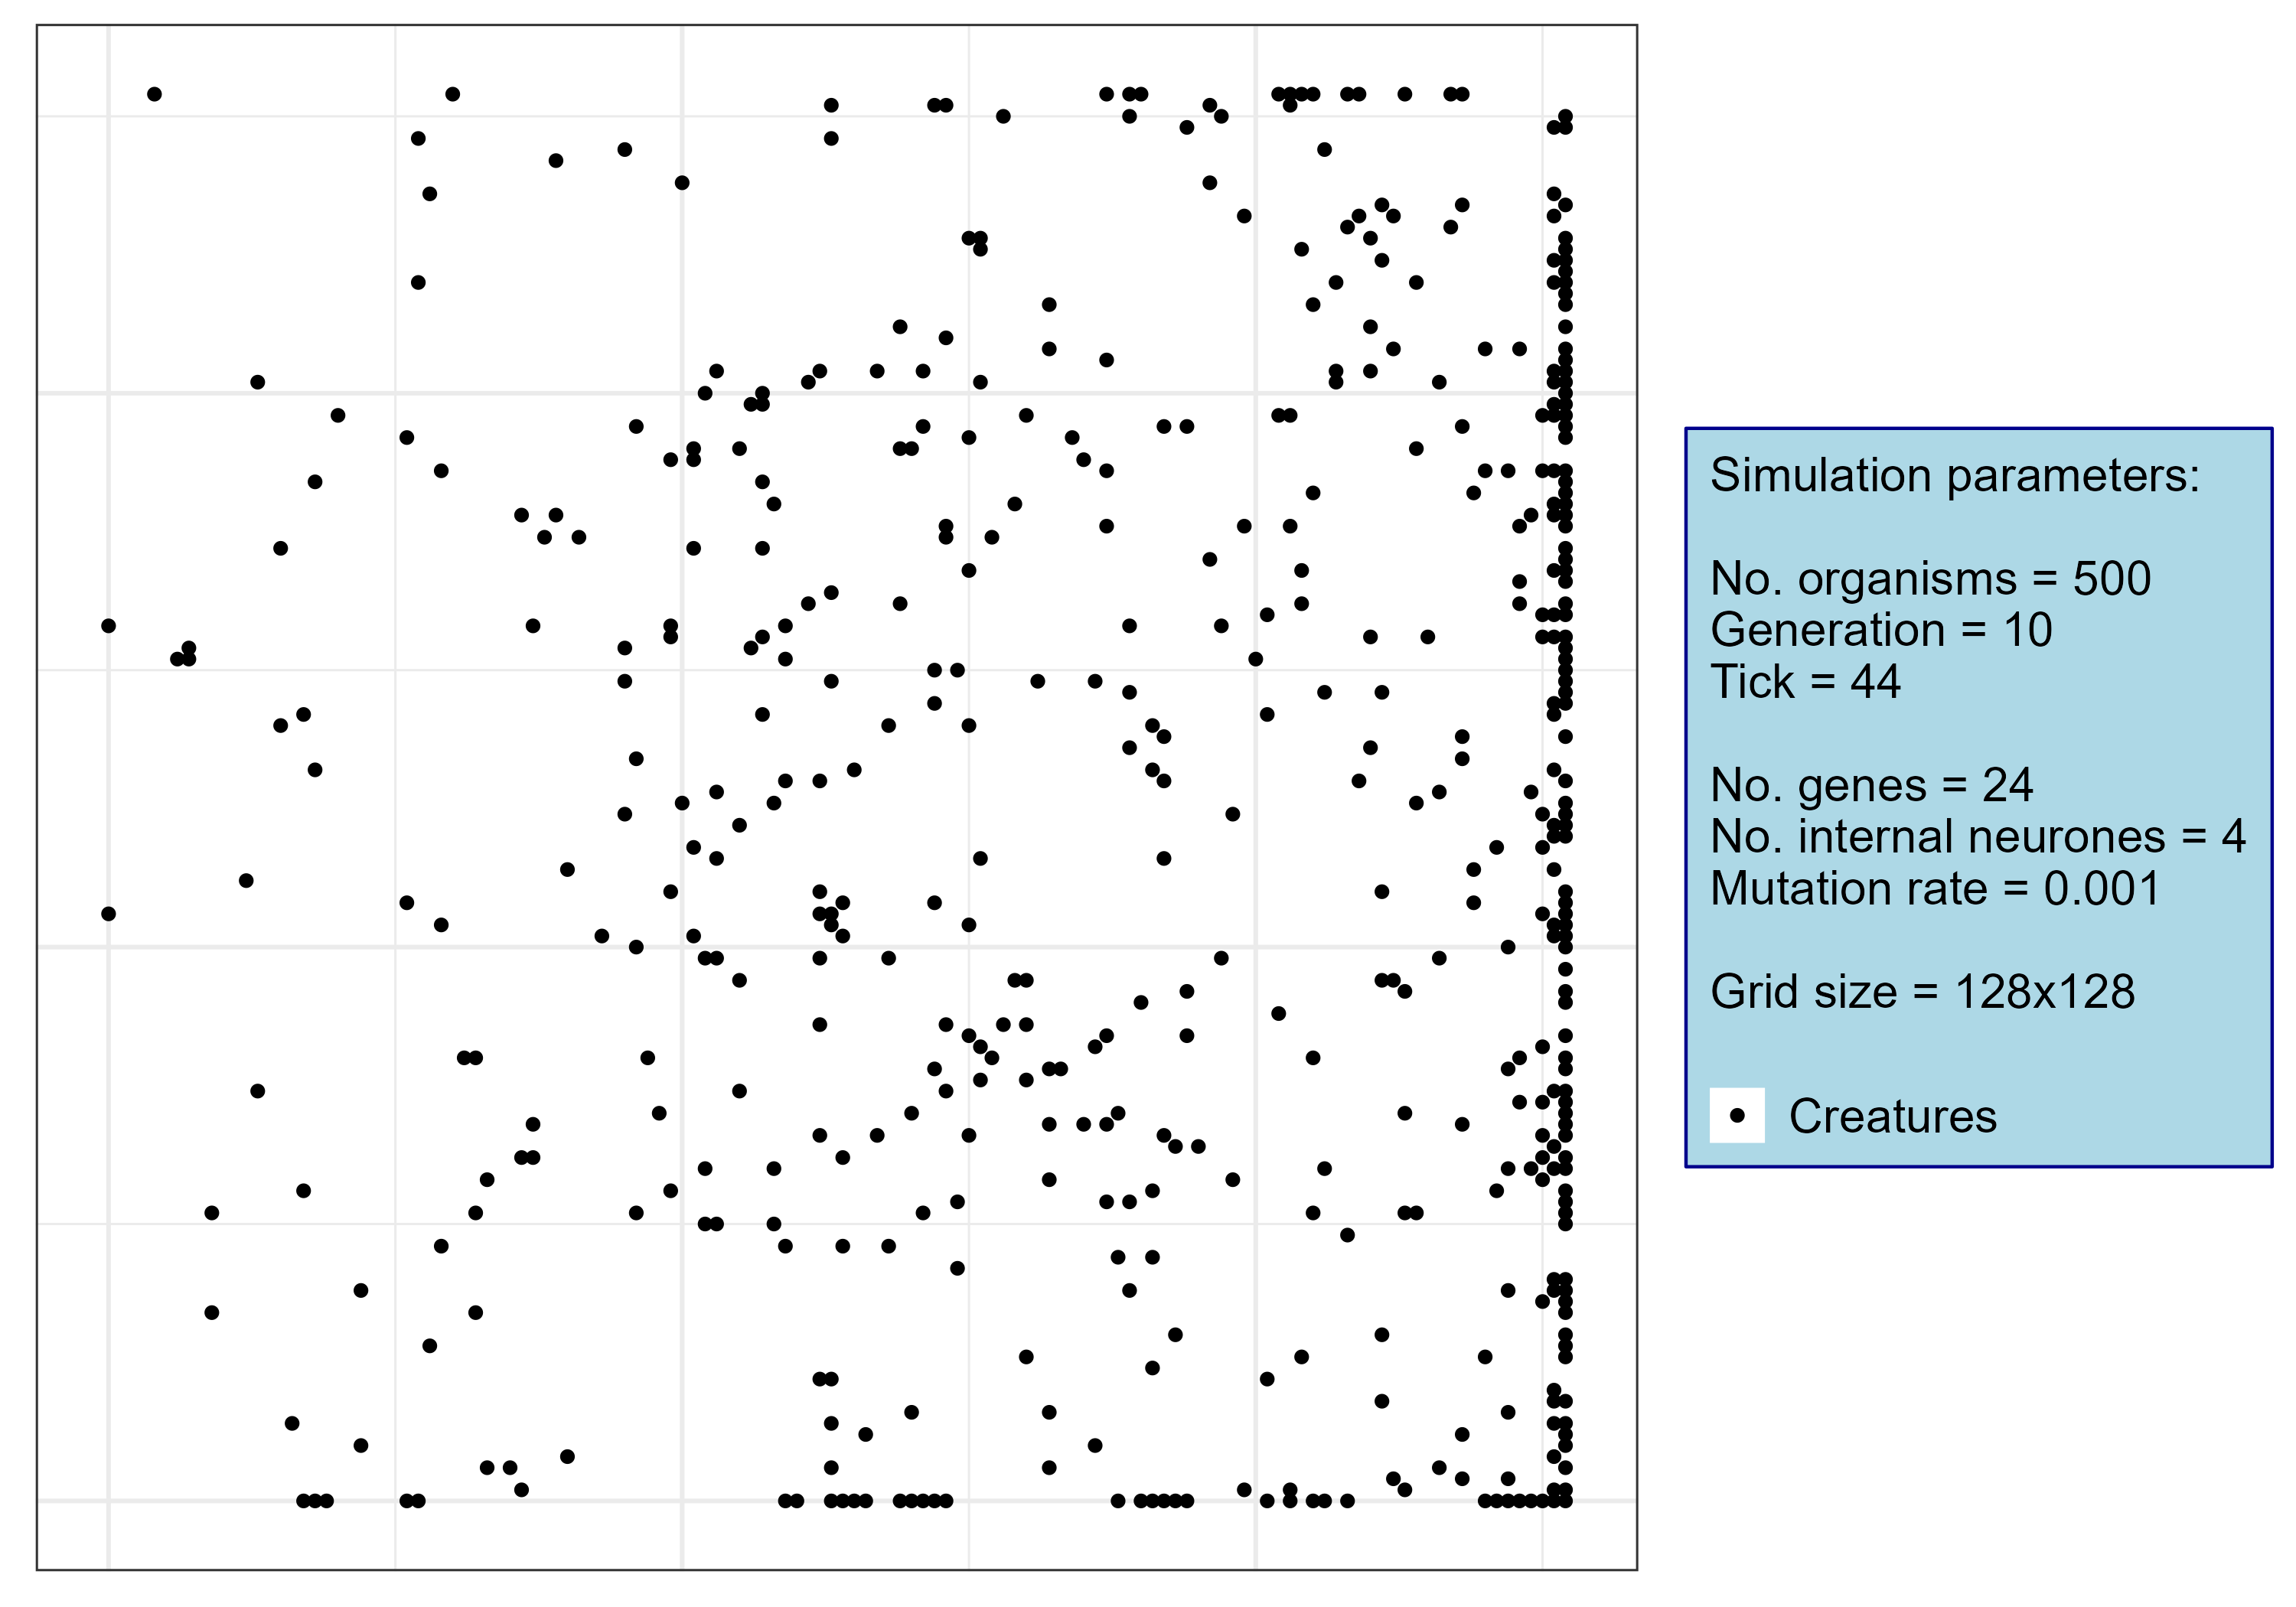 Simulation parameters:
No. organisms = 500
Generation = 10
Tick = 44
No. genes = 24
No. internal neurones = 4
Mutation rate = 0.001
Grid size = 128x128
Creatures